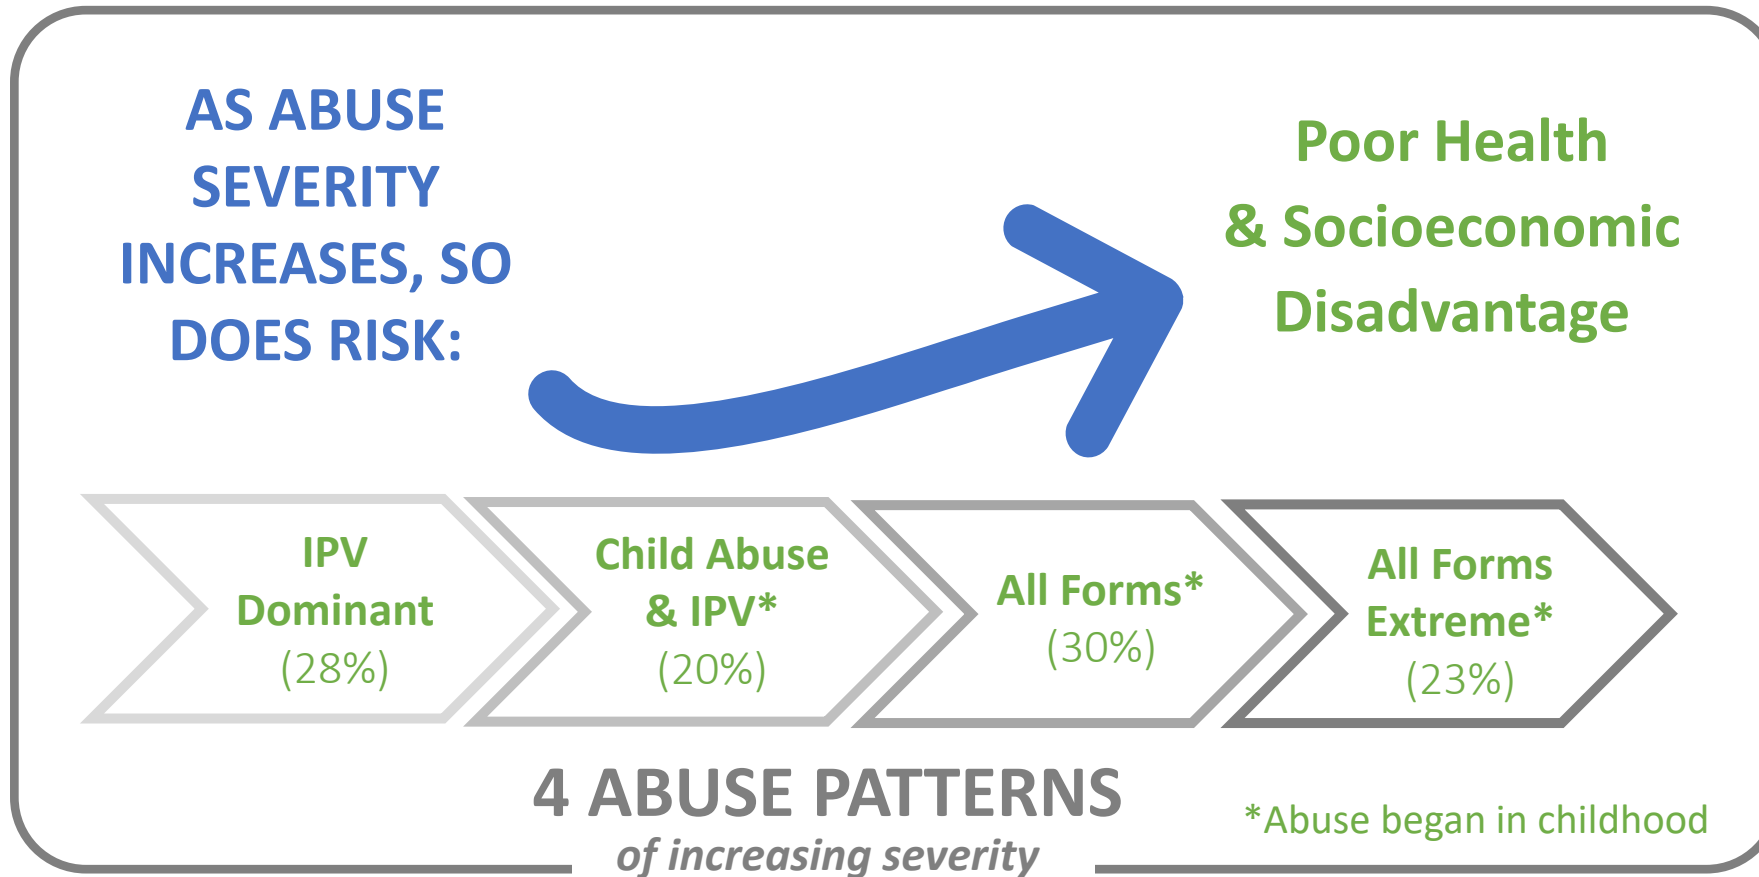 AS ABUSE
SEVERITY
INCREASES, SO
DOES RISK:
Poor Health
& Socioeconomic
Disadvantage
IPV
Dominant
(28%)
Child Abuse
& IPV*
(20%)
All Forms*
(30%)
All Forms
Extreme*
(23%)
4 ABUSE PATTERNS
of increasing severity
*Abuse began in childhood